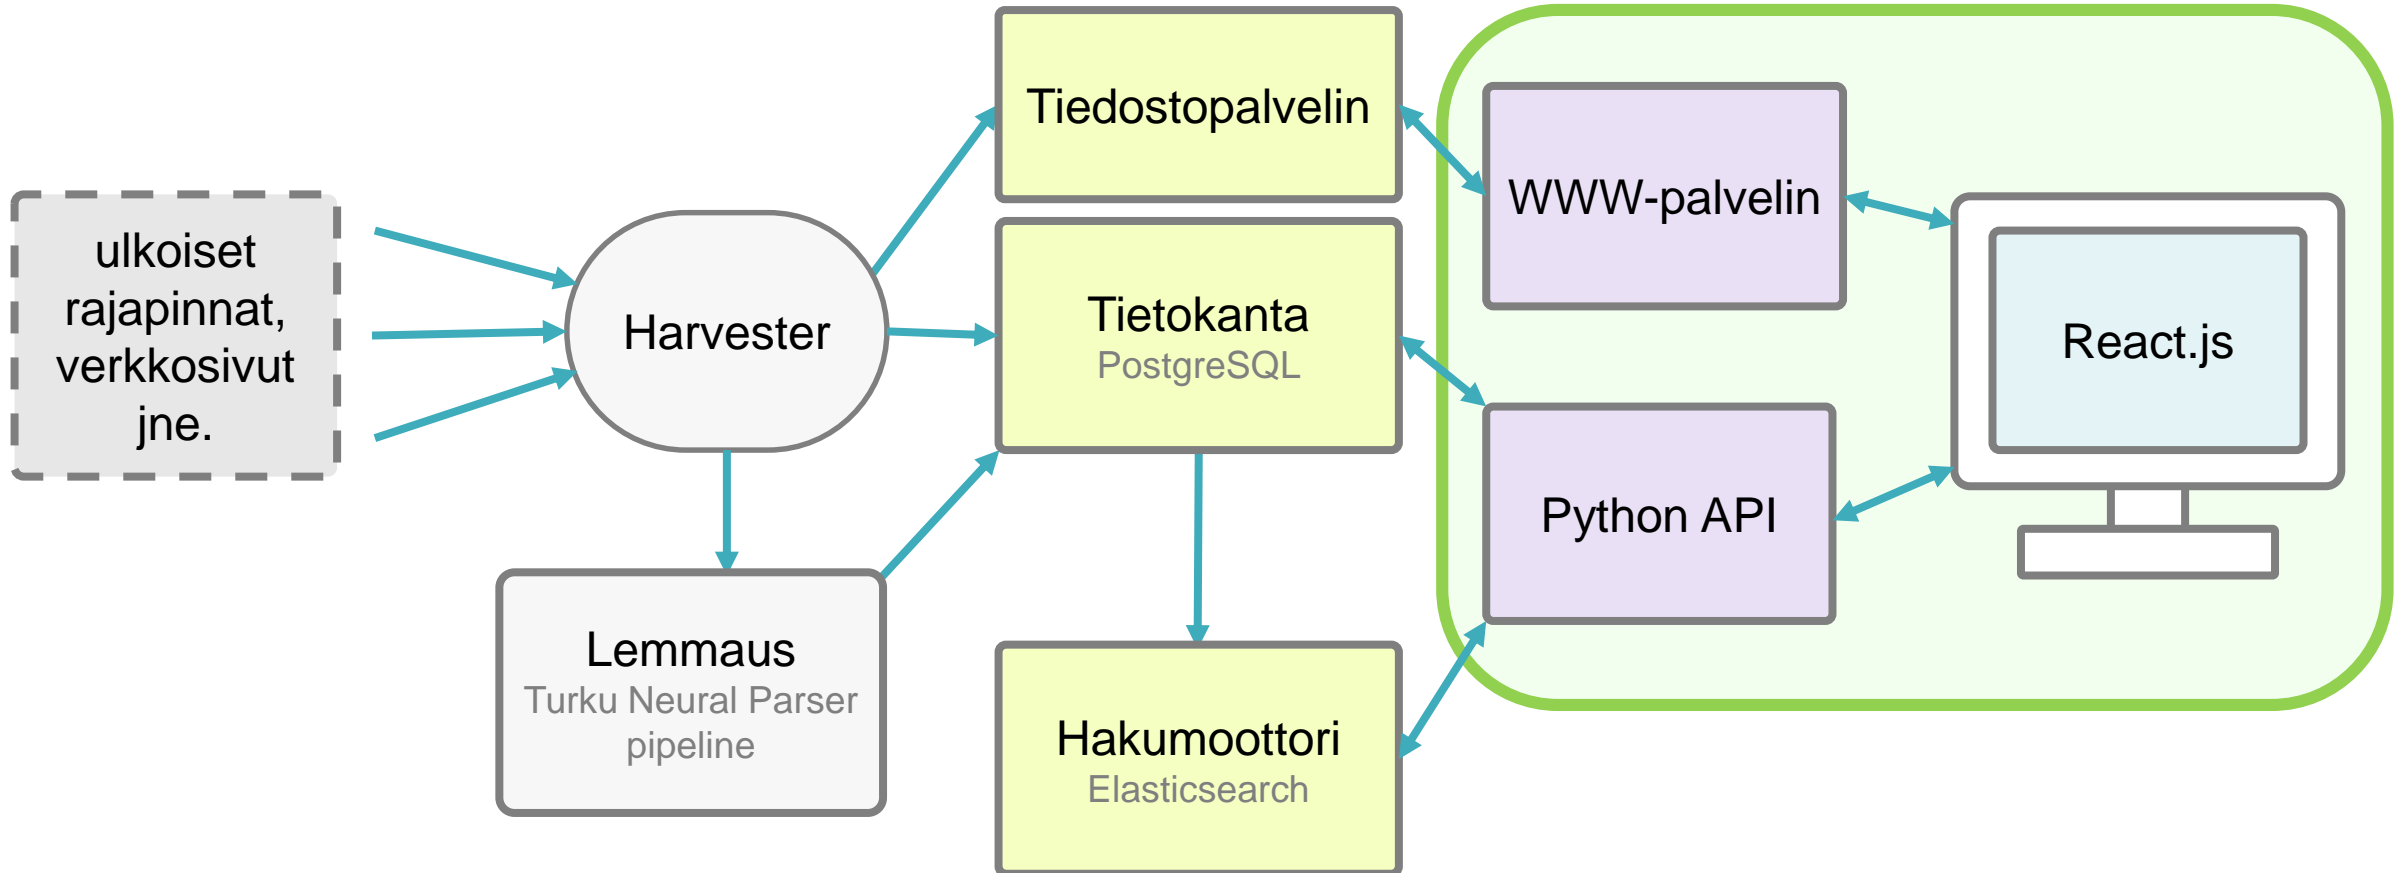 ulkoiset
rajapinnat,
verkkosivut
jne.
Harvester
Lemmaus
Turku Neural Parser
pipeline
Tiedostopalvelin
Tietokanta
PostgreSQL
Hakumoottori
Elasticsearch
WWW-palvelin
Python API
React.js